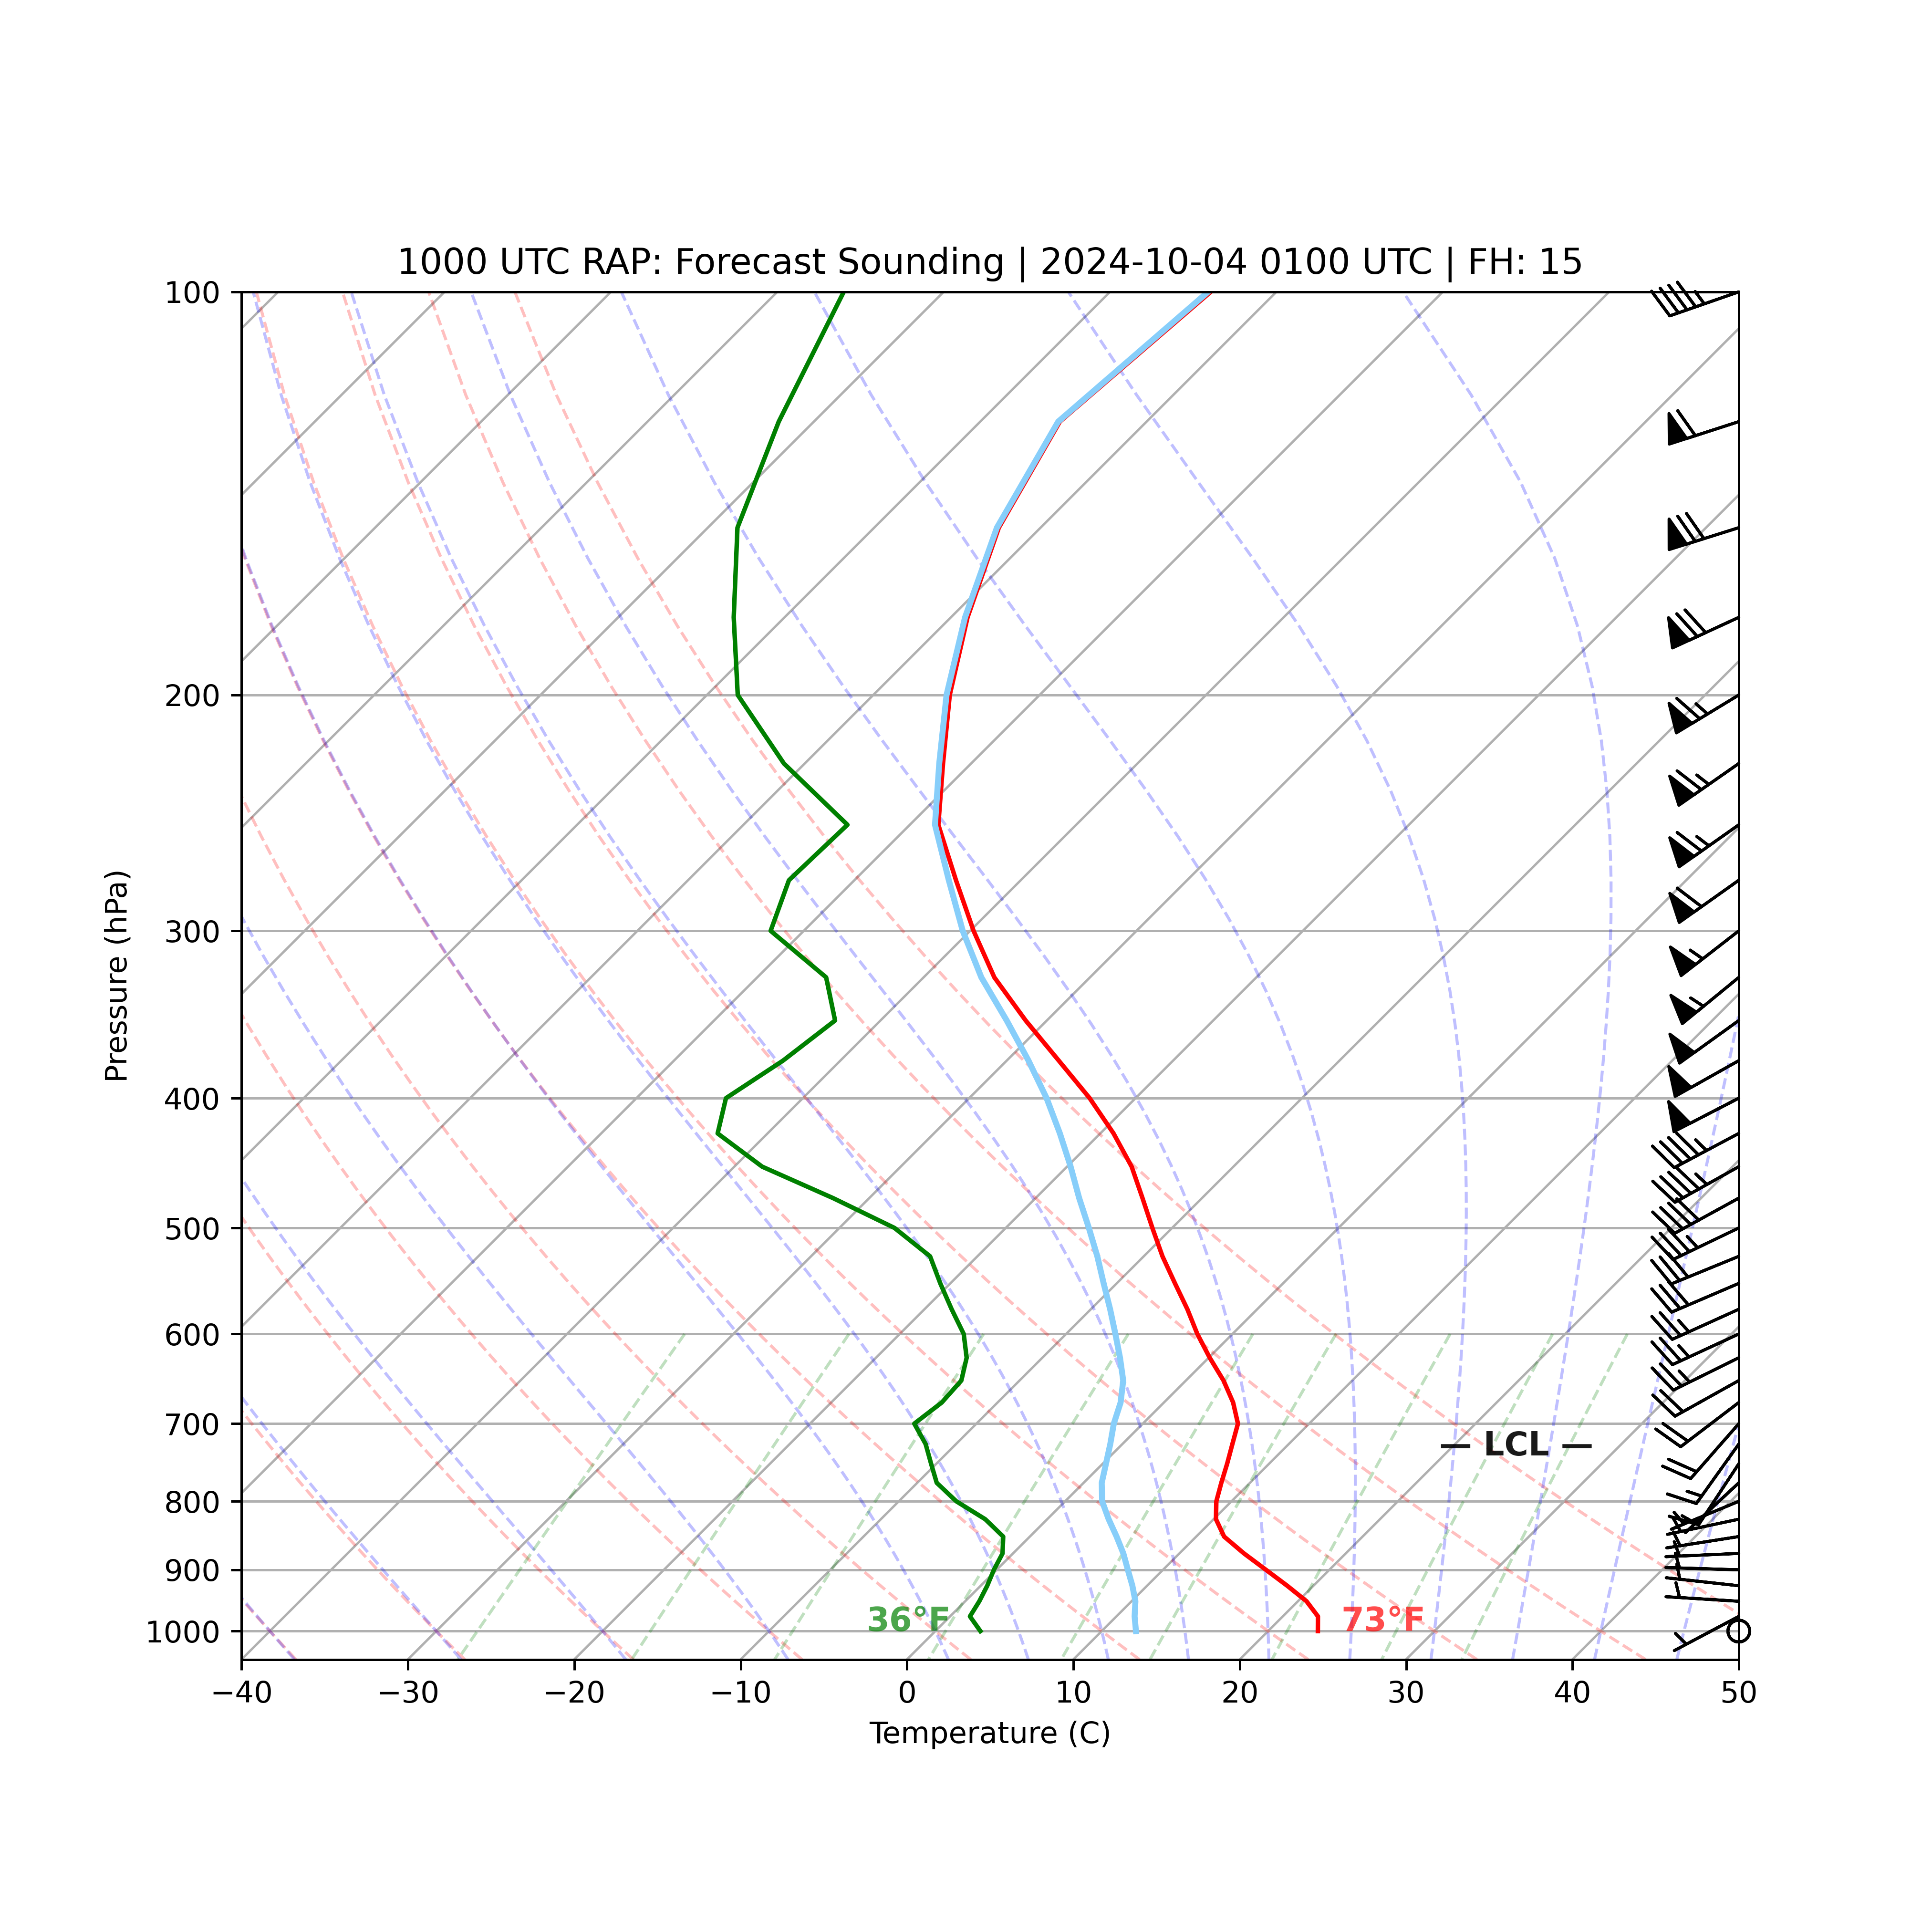 1000 UTC RAP: Forecast Sounding | 2024-10-04 0100 UTC | FH: 15
100
200
300
400
500
600
700
800
900
1000
Pressure (hPa)
— LCL —
36°F
73°F
−40 −30 −20 −10 0 10 20 30 40 50
Temperature (C)